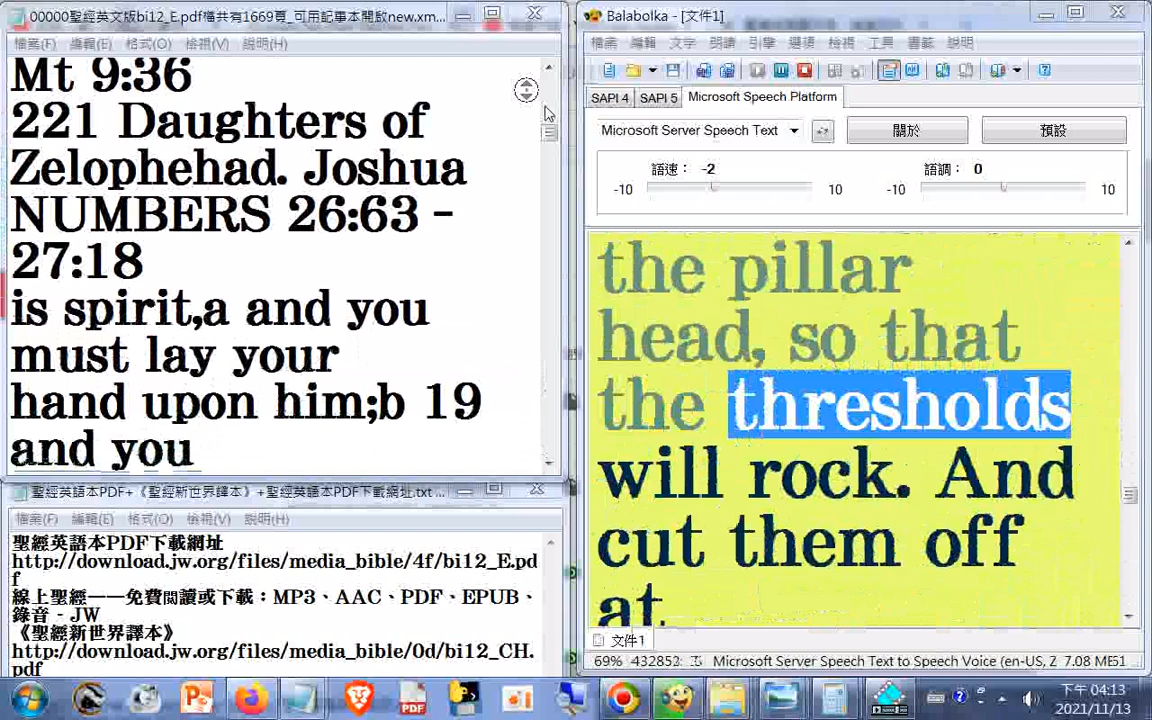 00000聖經英文版bi12_E.pdf檔共有1669頁_可用記事本開啟new.xm...
檔案(F) 編輯(E) 格式(O) 檢視(V) 說明(H)
Mt 9:36
221 Daughters of
Zelophehad. Joshua
NUMBERS 26:63 -
27:18
is spirit,a and you
must lay your
hand upon him;b 19
and you
聖經英語本PDF+《聖經新世界譯本》+聖經英語本PDF下載網址.txt ...
檔案(F) 編輯(E) 格式(O) 檢視(V) 說明(H)
聖經英語本PDF下載網址
http://download.jw.org/files/media_bible/4f/bi12_E.pd
f
線上聖經——免費閱讀或下載：MP3、AAC、PDF、EPUB、
錄音 - JW
《聖經新世界譯本》
http://download.jw.org/files/media_bible/0d/bi12_CH.
pdf
Balabolka - [文件1]
檔案 編輯 文字 朗讀 引擎 選項 檢視 工具 書籤 說明
SAPI 4 SAPI 5 Microsoft Speech Platform
Microsoft Server Speech Text 關於 預設
語速： -2 語調： 0
-10 10 -10 10
the pillar
head, so that
the thresholds
will rock. And
cut them off
at
文件1
69% 432852 Microsoft Server Speech Text to Speech Voice (en-US, Z 7.08 ME51
下午 04:13
2021/11/13